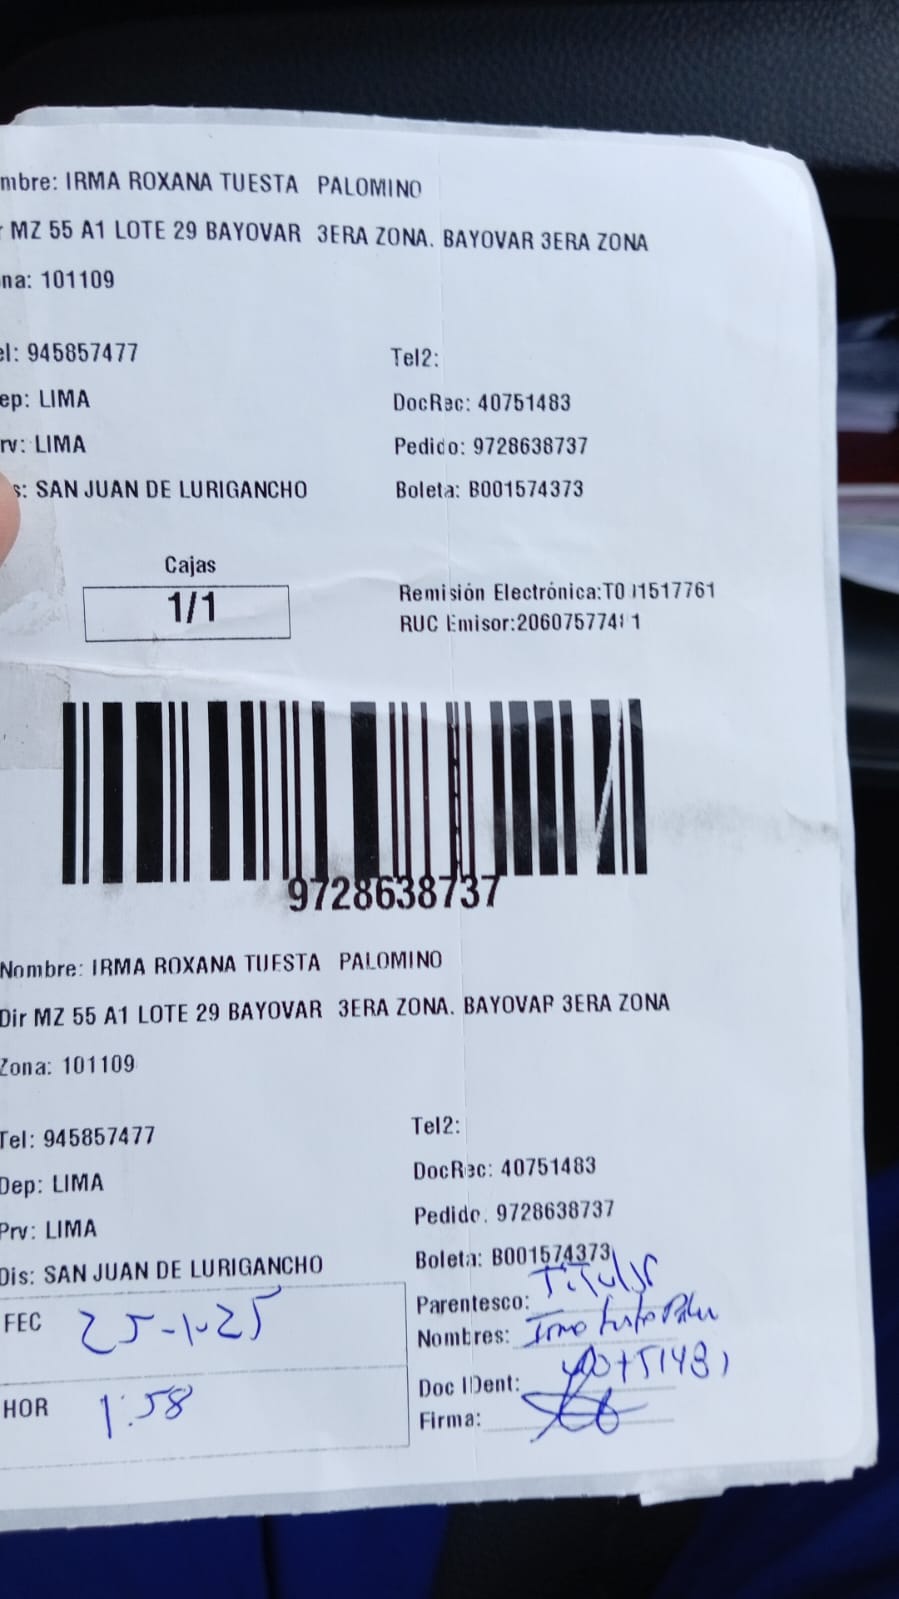 mbre: IRMA ROXANA TUESTA PALOMINO
r MZ 55 A1 LOTE 29 BAYOVAR 3ERA ZONA. BAYOVAR 3ERA ZONA
na: 101109
el: 945857477 Tel2:
ep: LIMA DocRec: 40751483
rv: LIMA Pedido: 9728638737
s: SAN JUAN DE LURIGANCHO Boleta: B001574373
Cajas
1/1
Remisión Electrónica:
RUC Emisor:
9728638737
Nombre: IRMA ROXANA TUESTA PALOMINO
Dir MZ 55 A1 LOTE 29 BAYOVAR 3ERA ZONA. BAYOVAR 3ERA ZONA
Zona: 101109
Tel: 945857477 Tel2:
Dep: LIMA DocRec: 40751483
Prv: LIMA Pedido. 9728638737
Dis: SAN JUAN DE LURIGANCHO Boleta: B001574373
FEC 25-1-25
Parentesco: Titular
Nombres: Irma
HOR 1:58
Doc IDent:
Firma: